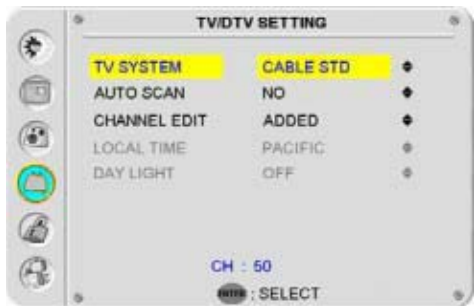 TV/DTV SETTING
TV SYSTEM CABLE STD
AUTO SCAN NO
CHANNEL EDIT ADDED
LOCAL TIME PACIFIC
DAY LIGHT OFF
CH : 50
ENTER : SELECT